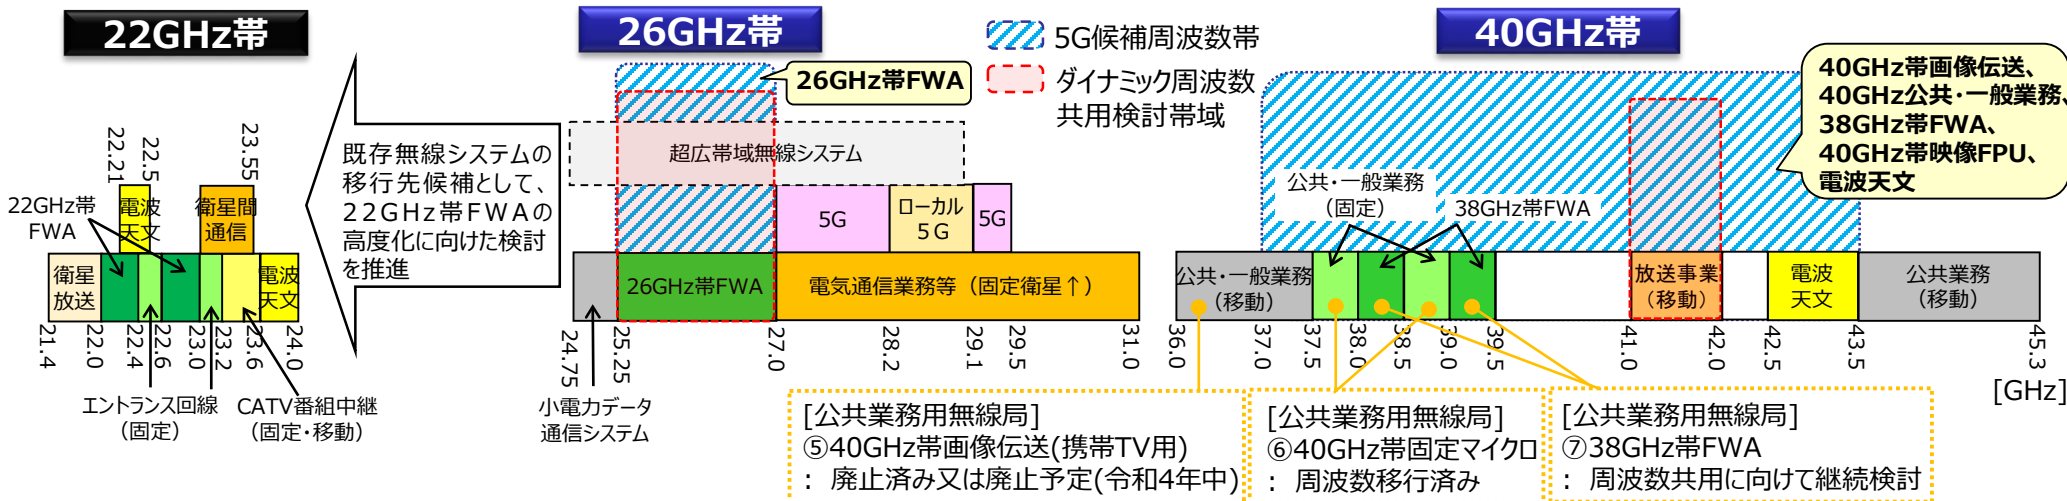 22GHz帯
26GHz帯
40GHz帯
5G候補周波数帯
ダイナミック周波数
共用検討帯域
26GHz帯FWA
40GHz帯画像伝送、
40GHz公共・一般業務、
38GHz帯FWA、
40GHz帯映像FPU、
電波天文
既存無線システムの
移行先候補として、
22GHz帯FWAの
高度化に向けた検討
を推進
22.21
22.5
23.55
22GHz帯
FWA
電波
天文
衛星間
通信
衛星
放送
電波
天文
21.4
22.0
22.4
22.6
23.0
23.2
23.6
24.0
エントランス回線
(固定)
CATV番組中継
(固定・移動)
超広帯域無線システム
5G
ローカル
5G
5G
26GHz帯FWA
電気通信業務等（固定衛星↑）
24.75
25.25
27.0
28.2
29.1
29.5
31.0
小電力データ
通信システム
公共・一般業務
(固定)
38GHz帯FWA
公共・一般業務
(移動)
放送事業
(移動)
電波
天文
公共業務
(移動)
36.0
37.0
37.5
38.0
38.5
39.0
39.5
41.0
42.0
42.5
43.5
45.3
[GHz]
[公共業務用無線局]
⑤40GHz帯画像伝送(携帯TV用)
：廃止済み又は廃止予定(令和4年中)
[公共業務用無線局]
⑥40GHz帯固定マイクロ
：周波数移行済み
[公共業務用無線局]
⑦38GHz帯FWA
：周波数共用に向けて継続検討